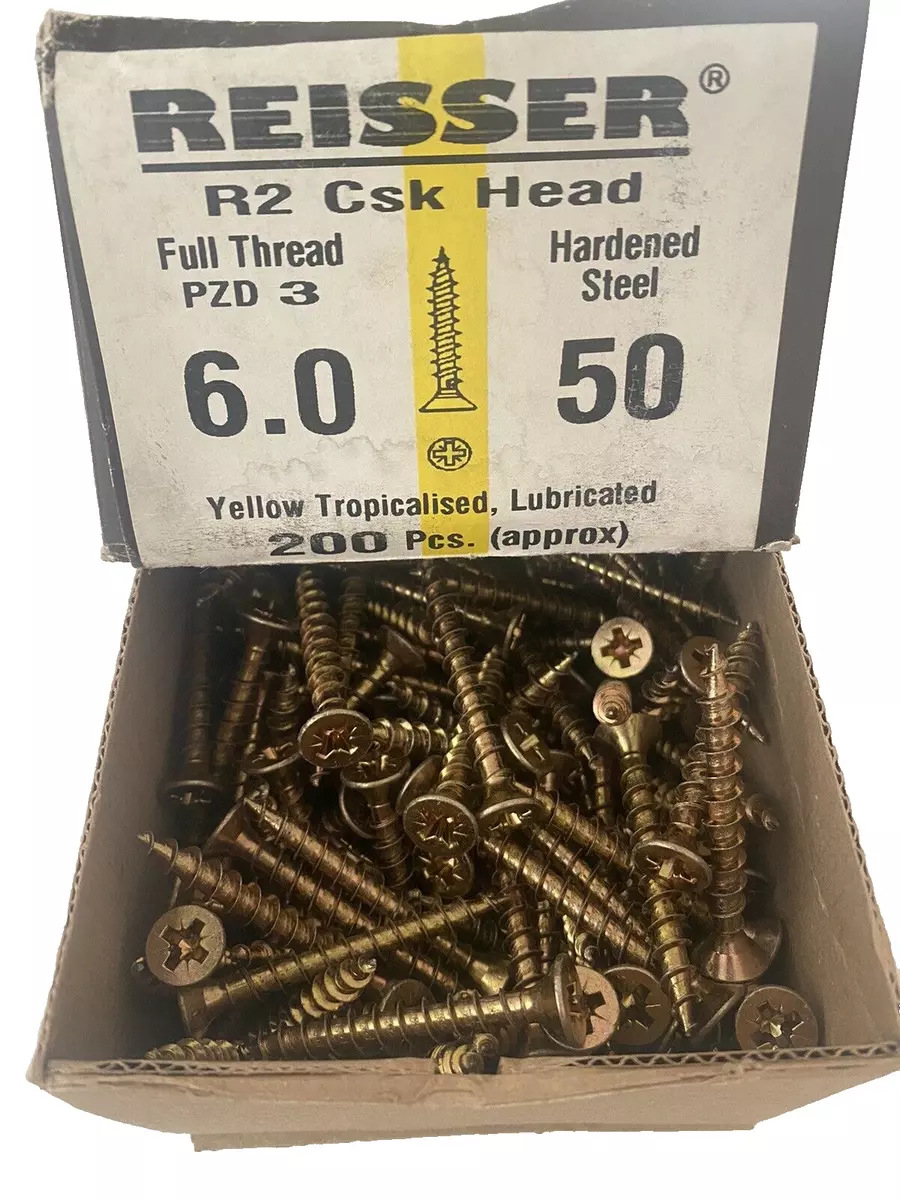 REISSER®
R2 Csk Head
Full Thread
PZD 3
Hardened
Steel
6.0
50
Yellow Tropicalised, Lubricated
200 Pcs. (approx)